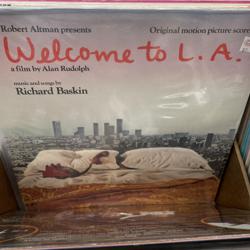 Robert Altman presents
Original motion picture score
Welcome to L.A.
a film by Alan Rudolph
music and songs by
Richard Baskin